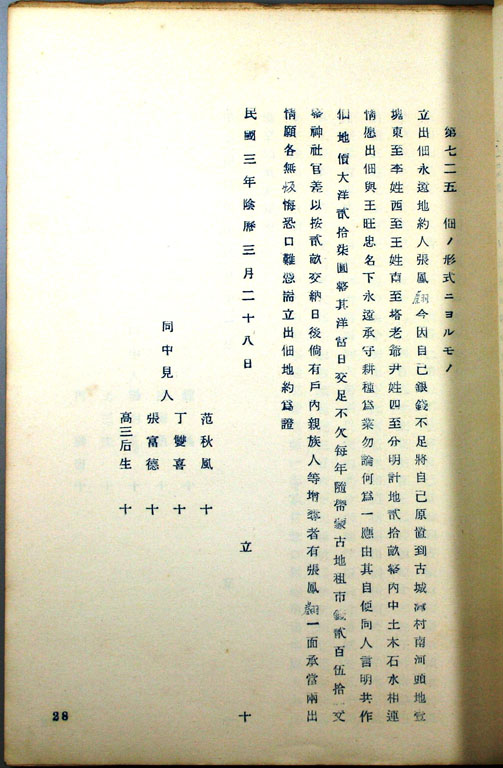 第七二五 佃ノ形式ニヨルモノ
立出佃永遠地約人張鳳翽今因自己銀錢不足將自己原置到古城灣村南河頭地壹
塊東至李姓西至王姓南至塔老爺尹姓四至分明計地貳拾畝畧內中土木石水相連
情愿出佃與王旺忠名下永遠承守耕種爲業勿論何爲一應由其自便同人言明共作
佃地價大洋貳拾柒圓畧其洋當日交足不欠每年隨帶蒙古地租市錢貳百伍拾文
畧神社官差以按貳畝交納日後倘有戶內親族人等增奪者有張鳳翽一面承當兩出
情願各無返悔恐口難憑需立出佃地約爲證
民國三年陰曆三月二十八日 立 十
同中見人
范秋風 十
丁雙喜 十
張富德 十
高三后生 十
28